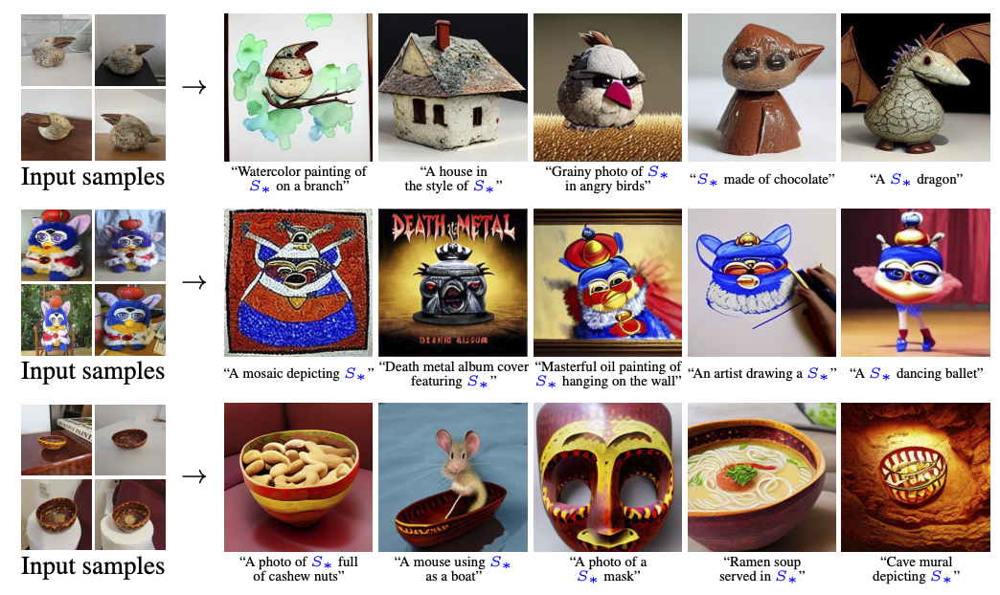 Input samples
“Watercolor painting of
S* on a branch”
“A house in
the style of S*”
“Grainy photo of S*
in angry birds”
“S* made of chocolate”
“A S* dragon”
Input samples
DEATH METAL
“A mosaic depicting S*”
“Death metal album cover
featuring S*”
“Masterful oil painting of
S* hanging on the wall”
“An artist drawing a S*”
“A S* dancing ballet”
Input samples
“A photo of S* full
of cashew nuts”
“A mouse using S*
as a boat”
“A photo of a
S* mask”
“Ramen soup
served in S*”
“Cave mural
depicting S*”